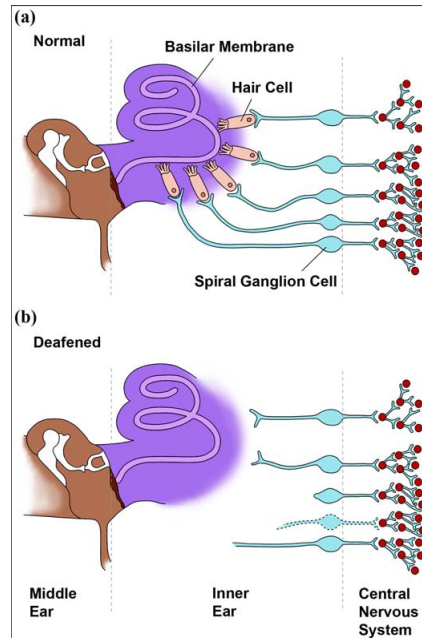 (a)
Normal
Basilar Membrane
Hair Cell
Spiral Ganglion Cell
(b)
Deafened
Middle
Ear
Inner
Ear
Central
Nervous
System